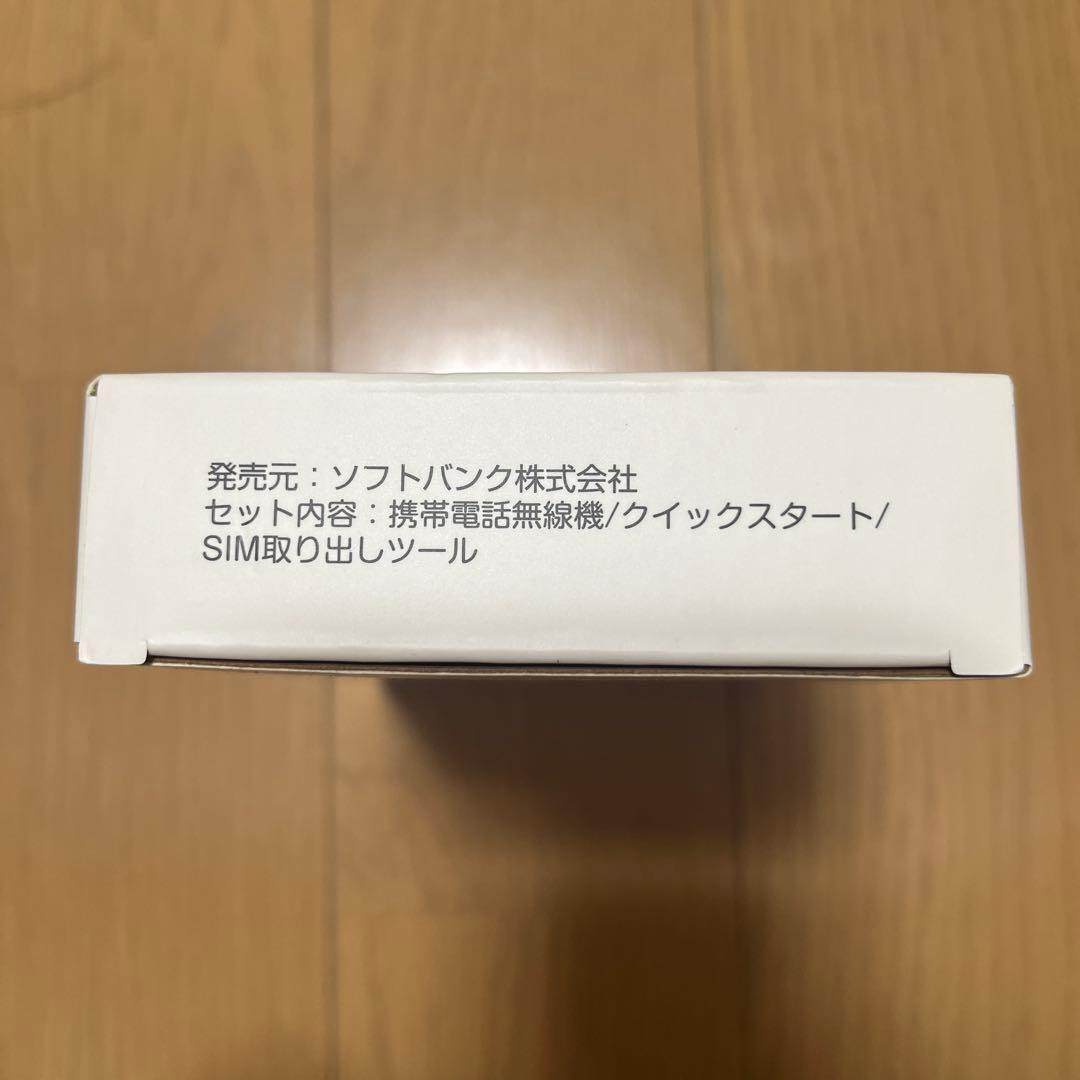 発売元：ソフトバンク株式会社
セット内容：携帯電話無線機/クイックスタート/
SIM取り出しツール